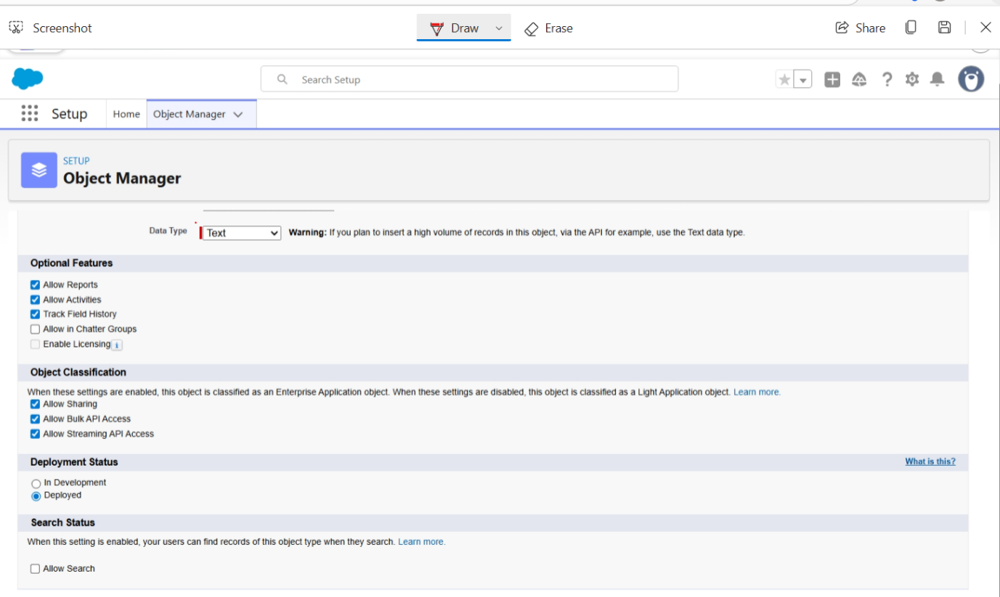 Screenshot
Draw
Erase
Share
Search Setup
Setup
Home
Object Manager
SETUP
Object Manager
Data Type
Text
Warning: If you plan to insert a high volume of records in this object, via the API for example, use the Text data type.
Optional Features
Allow Reports
Allow Activities
Track Field History
Allow in Chatter Groups
Enable Licensing i
Object Classification
When these settings are enabled, this object is classified as an Enterprise Application object. When these settings are disabled, this object is classified as a Light Application object. Learn more.
Allow Sharing
Allow Bulk API Access
Allow Streaming API Access
Deployment Status
What is this?
In Development
Deployed
Search Status
When this setting is enabled, your users can find records of this object type when they search. Learn more.
Allow Search